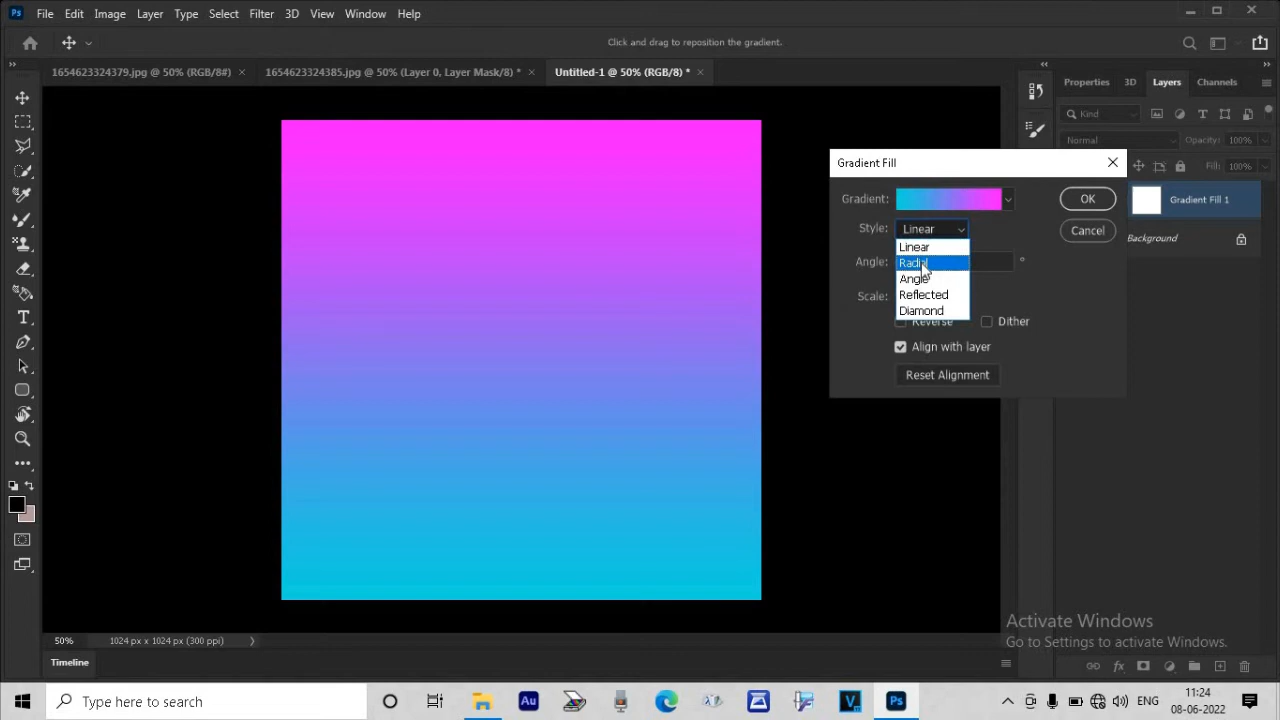 Ps File Edit Image Layer Type Select Filter 3D View Window Help
Click and drag to reposition the gradient.
1654623324379.jpg @ 50% (RGB/8#) × 1654623324385.jpg @ 50% (Layer 0, Layer Mask/8) * × Untitled-1 @ 50% (RGB/8) * ×
Properties 3D Layers Channels
Kind
Normal Opacity: 100%
Fill: 100%
Gradient Fill 1
Background
Gradient Fill
Gradient: OK
Style: Linear Cancel
Linear
Angle: Radial °
Angle
Scale: Reflected
Diamond
Reverse Dither
Align with layer
Reset Alignment
50% 1024 px x 1024 px (300 ppi)
Timeline
Activate Windows
Go to Settings to activate Windows.
Type here to search
Au
V
Ps
ENG
11:24
08-06-2022